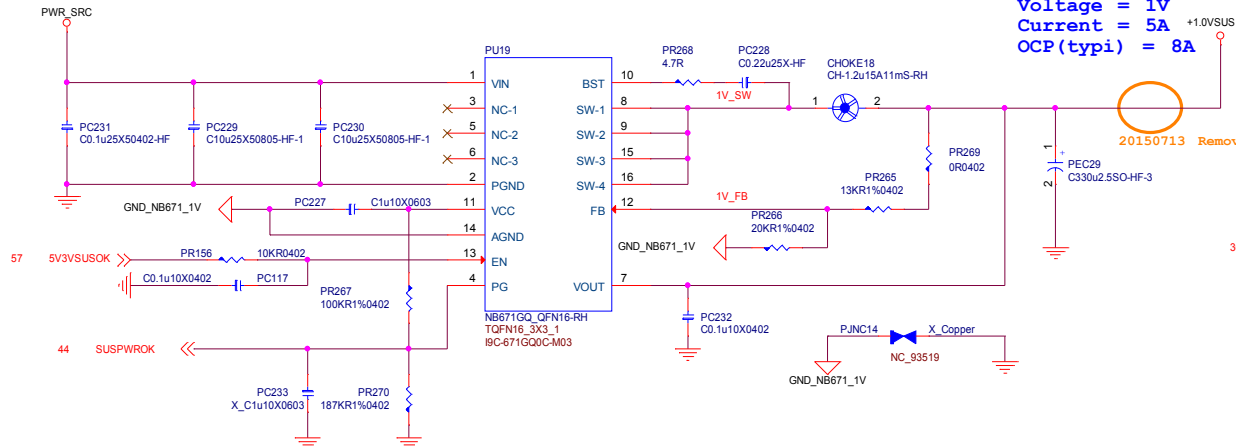 Voltage = 1V
Current = 5A
OCP(typi) = 8A
+1.0VSUS
PWR_SRC
PU19
PR268
4.7R
PC228
C0.22u25X-HF
CHOKE18
CH-1.2u15A11mS-RH
1V_SW
1 VIN
3 NC-1
5 NC-2
6 NC-3
2 PGND
11 VCC
14 AGND
13 EN
4 PG
BST 10
SW-1 8
SW-2 9
SW-3 15
SW-4 16
FB 12
VOUT 7
1 2
PC231
C0.1u25X50402-HF
PC229
C10u25X50805-HF-1
PC230
C10u25X50805-HF-1
20150713
PR269
0R0402
1
+
2
PEC29
C330u2.5SO-HF-3
PR265
13KR1%0402
1V_FB
PR266
20KR1%0402
GND_NB671_1V
PC227
C1u10X0603
GND_NB671_1V
57 5V3VSUSOK
PR156
10KR0402
C0.1u10X0402
PC117
PR267
100KR1%0402
3
NB671GQ_QFN16-RH
TQFN16_3X3_1
I9C-671GQ0C-M03
PC232
C0.1u10X0402
PJNC14
X_Copper
NC_93519
GND_NB671_1V
44 SUSPWROK
PC233
X_C1u10X0603
PR270
187KR1%0402